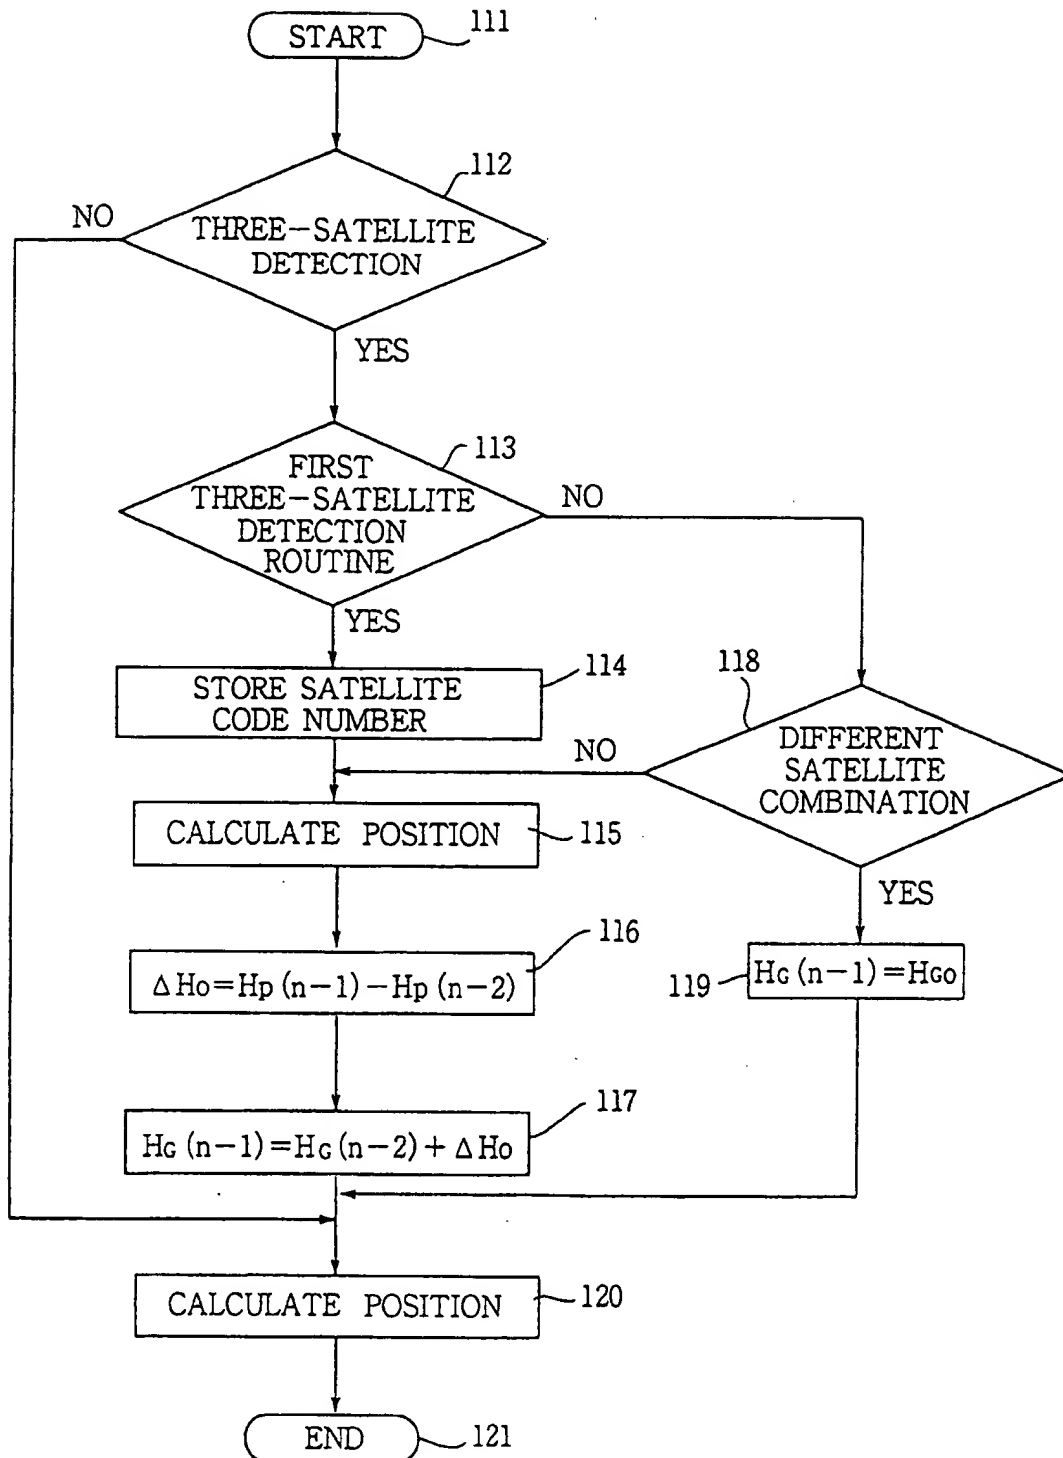 START
111
112
NO
THREE-SATELLITE
DETECTION
YES
113
FIRST
THREE-SATELLITE
DETECTION
ROUTINE
NO
YES
114
STORE SATELLITE
CODE NUMBER
118
DIFFERENT
SATELLITE
COMBINATION
NO
YES
CALCULATE POSITION
115
116
ΔHo=Hp(n-1)-Hp(n-2)
119
HG(n-1)=HGO
117
HG(n-1)=HG(n-2)+ΔHo
CALCULATE POSITION
120
END
121